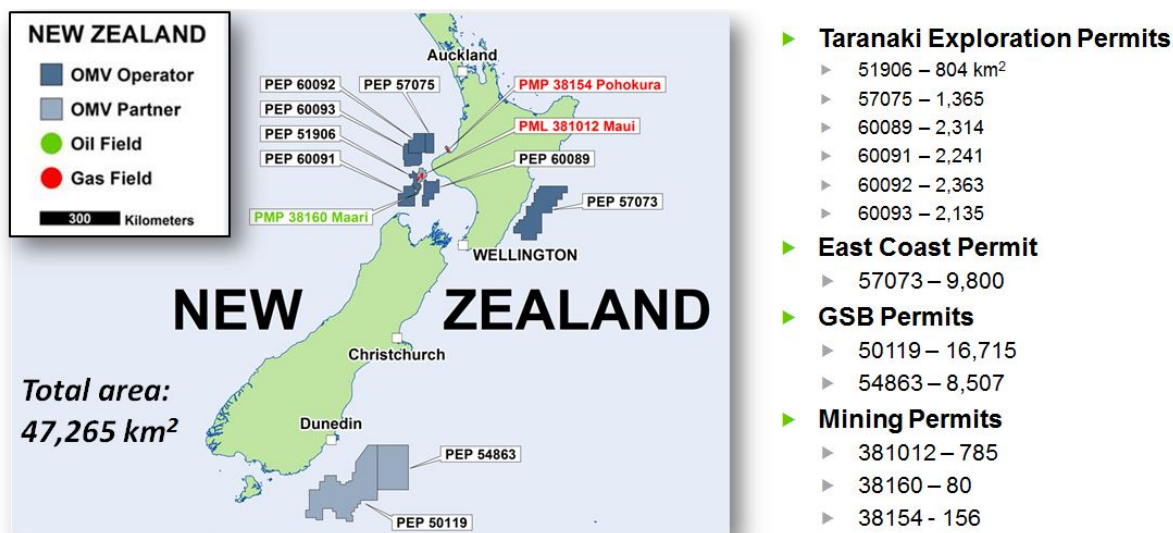 NEW ZEALAND
OMV Operator
OMV Partner
Oil Field
Gas Field
300 Kilometers
Auckland
PEP 60092
PEP 57075
PMP 38154 Pohokura
PEP 60093
PEP 51906
PML 381012 Maui
PEP 60091
PEP 60089
PEP 57073
PMP 38160 Maari
WELLINGTON
NEW ZEALAND
Christchurch
Total area:
47,265 km²
Dunedin
PEP 54863
PEP 50119
Taranaki Exploration Permits
51906 – 804 km²
57075 – 1,365
60089 – 2,314
60091 – 2,241
60092 – 2,363
60093 – 2,135
East Coast Permit
57073 – 9,800
GSB Permits
50119 – 16,715
54863 – 8,507
Mining Permits
381012 – 785
38160 – 80
38154 - 156